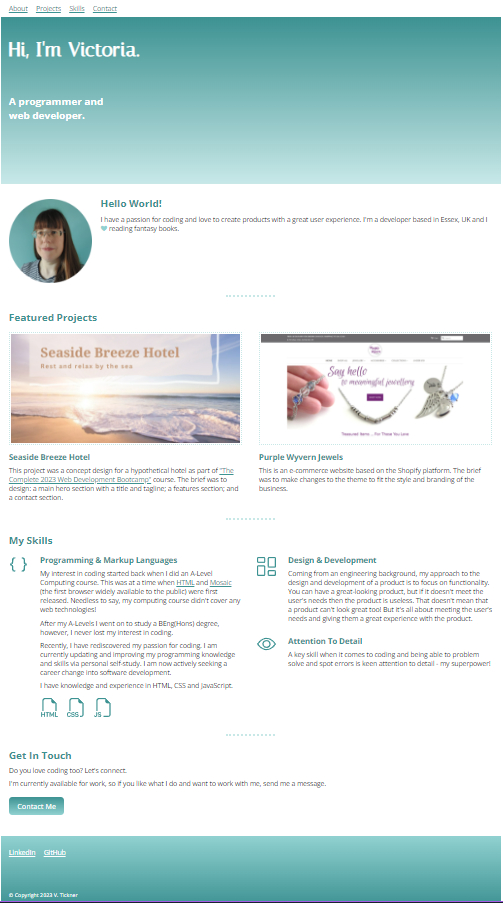 About Projects Skills Contact
Hi, I'm Victoria.
A programmer and
web developer.
Hello World!
I have a passion for coding and love to create products with a great user experience. I'm a developer based in Essex, UK and I
reading fantasy books.
Featured Projects
Seaside Breeze Hotel
Rest and relax by the sea
Say hello
to meaningful jewellery
Treasured Items... For Those You Love
Seaside Breeze Hotel
This project was a concept design for a hypothetical hotel as part of "The
Complete 2023 Web Development Bootcamp" course. The brief was to
design: a main hero section with a title and tagline; a features section; and
a contact section.
Purple Wyvern Jewels
This is an e-commerce website based on the Shopify platform. The brief
was to make changes to the theme to fit the style and branding of the
business.
My Skills
{ }
Programming & Markup Languages
My interest in coding started back when I did an A-Level
Computing course. This was at a time when HTML and Mosaic
(the first browser widely available to the public) were first
released. Needless to say, my computing course didn't cover any
web technologies!
After my A-Levels I went on to study a BEng(Hons) degree,
however, I never lost my interest in coding.
Recently, I have rediscovered my passion for coding. I am
currently updating and improving my programming knowledge
and skills via personal self-study. I am now actively seeking a
career change into software development.
I have knowledge and experience in HTML, CSS and JavaScript.
HTML CSS JS
Design & Development
Coming from an engineering background, my approach to the
design and development of a product is to focus on functionality.
You can have a great-looking product, but if it doesn't meet the
user's needs then the product is useless. That doesn't mean that
a product can't look great too! But it's all about meeting the user's
needs and giving them a great experience with the product.
Attention To Detail
A key skill when it comes to coding and being able to problem
solve and spot errors is keen attention to detail - my superpower!
Get In Touch
Do you love coding too? Let's connect.
I'm currently available for work, so if you like what I do and want to work with me, send me a message.
Contact Me
LinkedIn GitHub
© Copyright 2023 V. Tickner